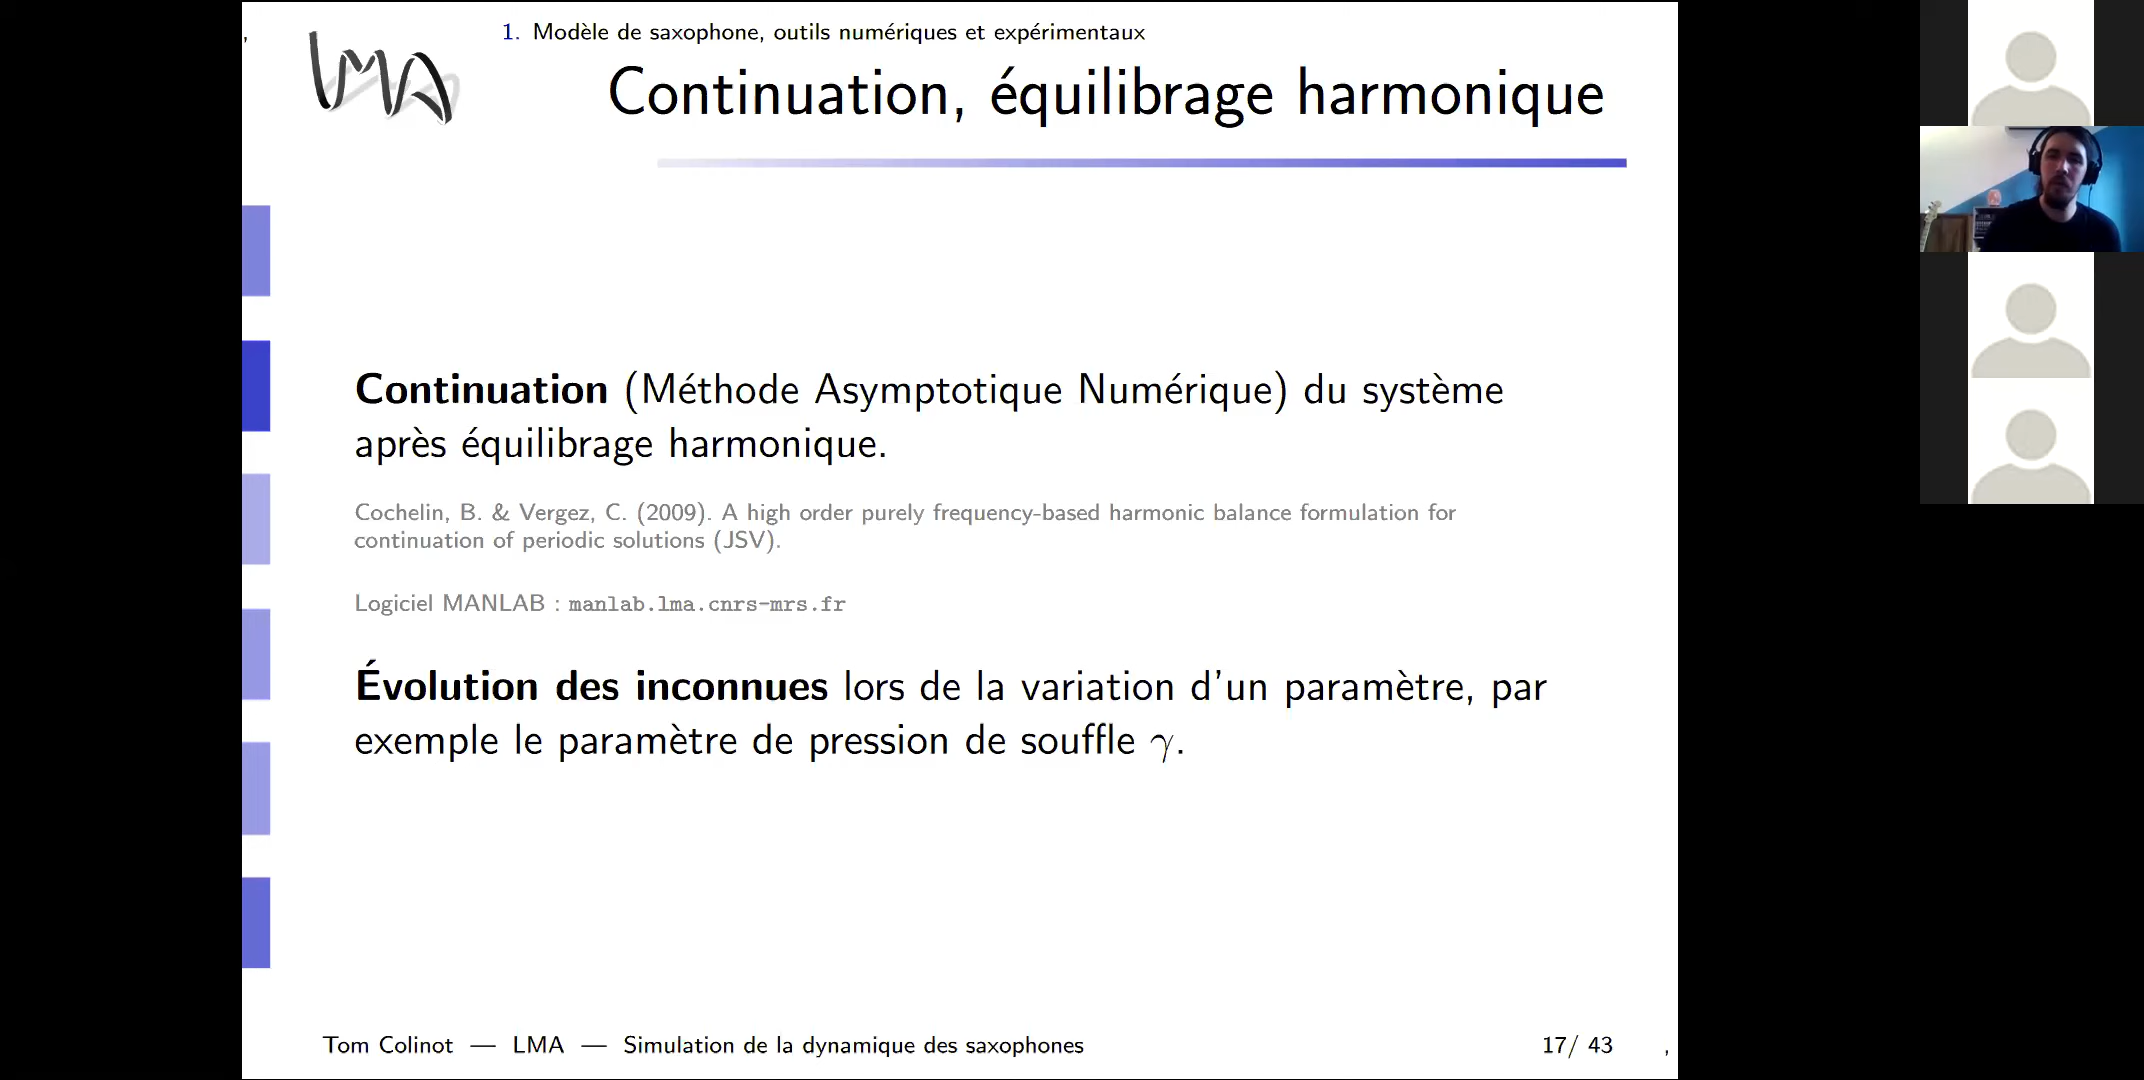 1. Modèle de saxophone, outils numériques et expérimentaux
LMA
Continuation, équilibrage harmonique
Continuation (Méthode Asymptotique Numérique) du système
après équilibrage harmonique.
Cochelin, B. & Vergez, C. (2009). A high order purely frequency-based harmonic balance formulation for
continuation of periodic solutions (JSV).
Logiciel MANLAB : manlab.lma.cnrs-mrs.fr
Évolution des inconnues lors de la variation d'un paramètre, par
exemple le paramètre de pression de souffle γ.
Tom Colinot — LMA — Simulation de la dynamique des saxophones
17/ 43